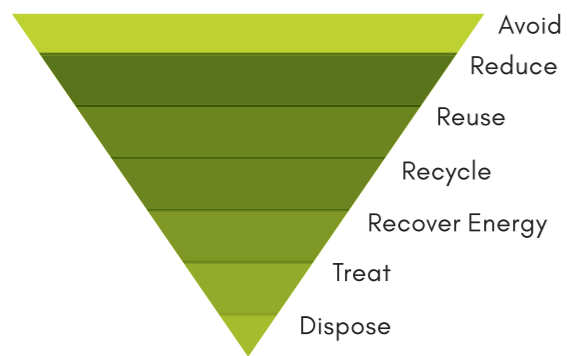 Avoid
Reduce
Reuse
Recycle
Recover Energy
Treat
Dispose